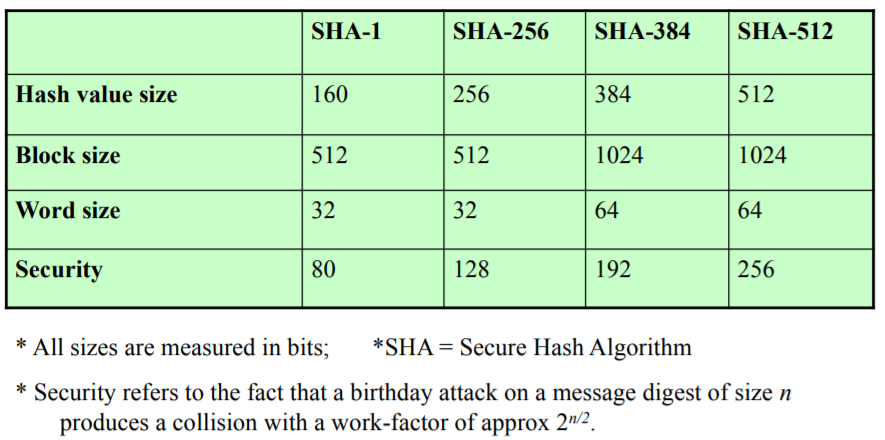 SHA-1 SHA-256 SHA-384 SHA-512
Hash value size 160 256 384 512
Block size 512 512 1024 1024
Word size 32 32 64 64
Security 80 128 192 256
* All sizes are measured in bits; *SHA = Secure Hash Algorithm
* Security refers to the fact that a birthday attack on a message digest of size n
produces a collision with a work-factor of approx 2^{n/2}.